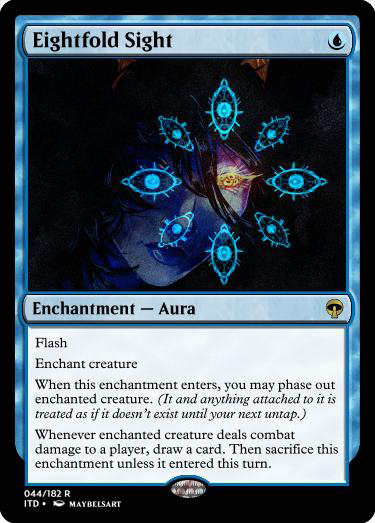 Eightfold Sight
Enchantment — Aura
Flash
Enchant creature
When this enchantment enters, you may phase out
enchanted creature. (It and anything attached to it is
treated as if it doesn't exist until your next untap.)
Whenever enchanted creature deals combat
damage to a player, draw a card. Then sacrifice this
enchantment unless it entered this turn.
044/182 R
ITD • MAYBELSART